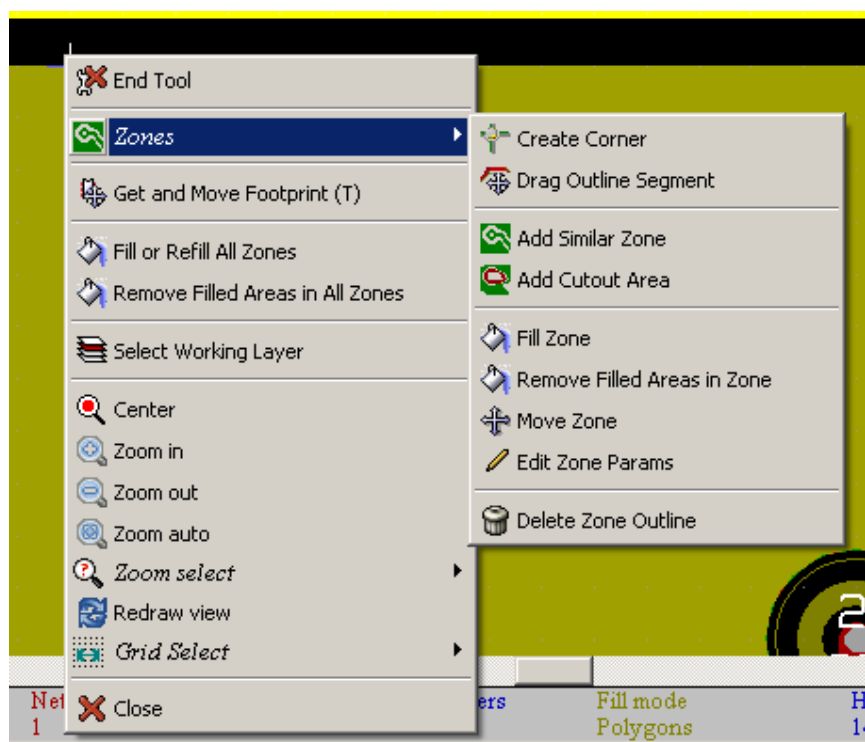 End Tool
Zones
Get and Move Footprint (T)
Fill or Refill All Zones
Remove Filled Areas in All Zones
Select Working Layer
Center
Zoom in
Zoom out
Zoom auto
Zoom select
Redraw view
Grid Select
Close
Create Corner
Drag Outline Segment
Add Similar Zone
Add Cutout Area
Fill Zone
Remove Filled Areas in Zone
Move Zone
Edit Zone Params
Delete Zone Outline
2
Fill mode
1 Polygons